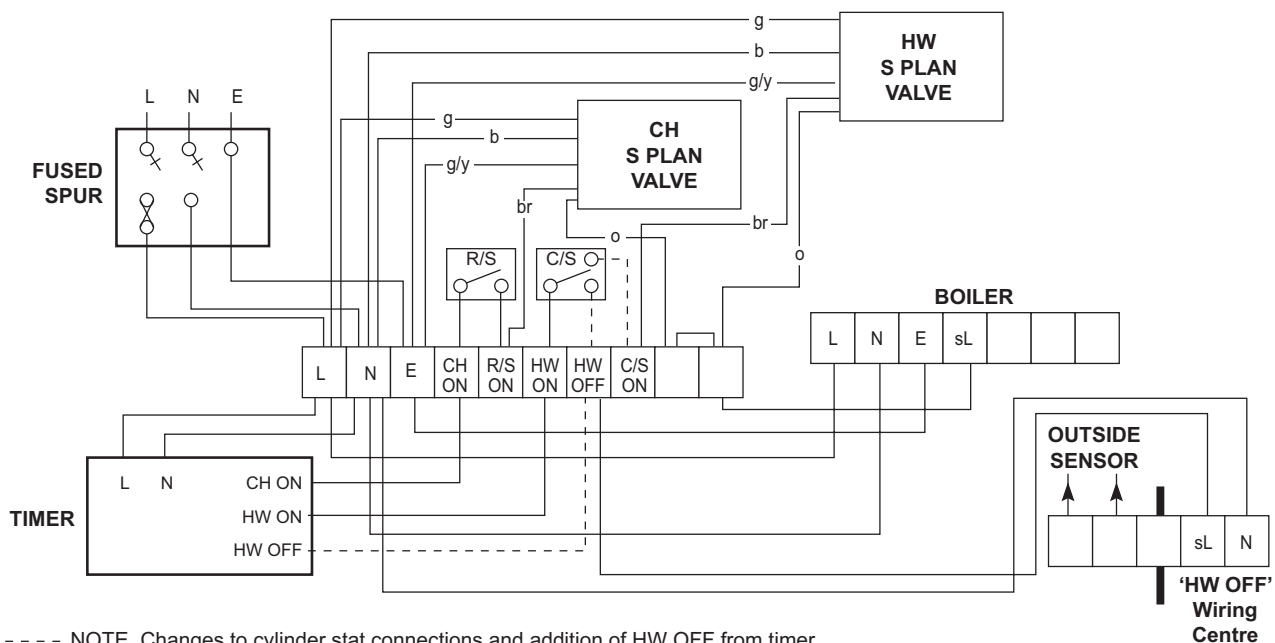 g
HW
b
S PLAN
g/y
VALVE
L N E
g
CH
b
S PLAN
FUSED
g/y
VALVE
SPUR
br
br
o
o
R/S
C/S
BOILER
L N E sL
L N E CH ON R/S ON HW ON HW OFF C/S ON
OUTSIDE
SENSOR
L N CH ON
TIMER
HW ON
HW OFF
sL N
‘HW OFF’
Wiring
Centre
NOTE. Changes to cylinder stat connections and addition of HW OFF from timer